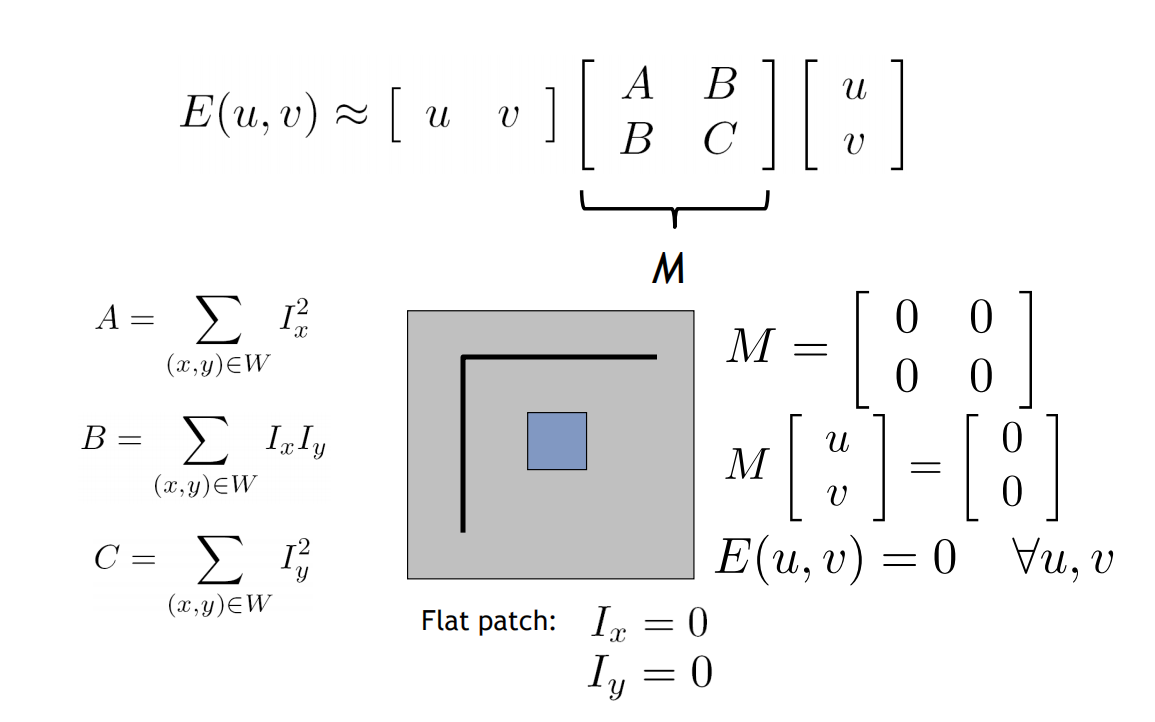 E(u, v) ≈ [ u v ] [ A B ; B C ] [ u ; v ]
M
A = ∑_{(x,y)∈W} I_x^2
B = ∑_{(x,y)∈W} I_x I_y
C = ∑_{(x,y)∈W} I_y^2
M = [ 0 0 ; 0 0 ]
M [ u ; v ] = [ 0 ; 0 ]
E(u, v) = 0 ∀u, v
Flat patch: I_x = 0
I_y = 0